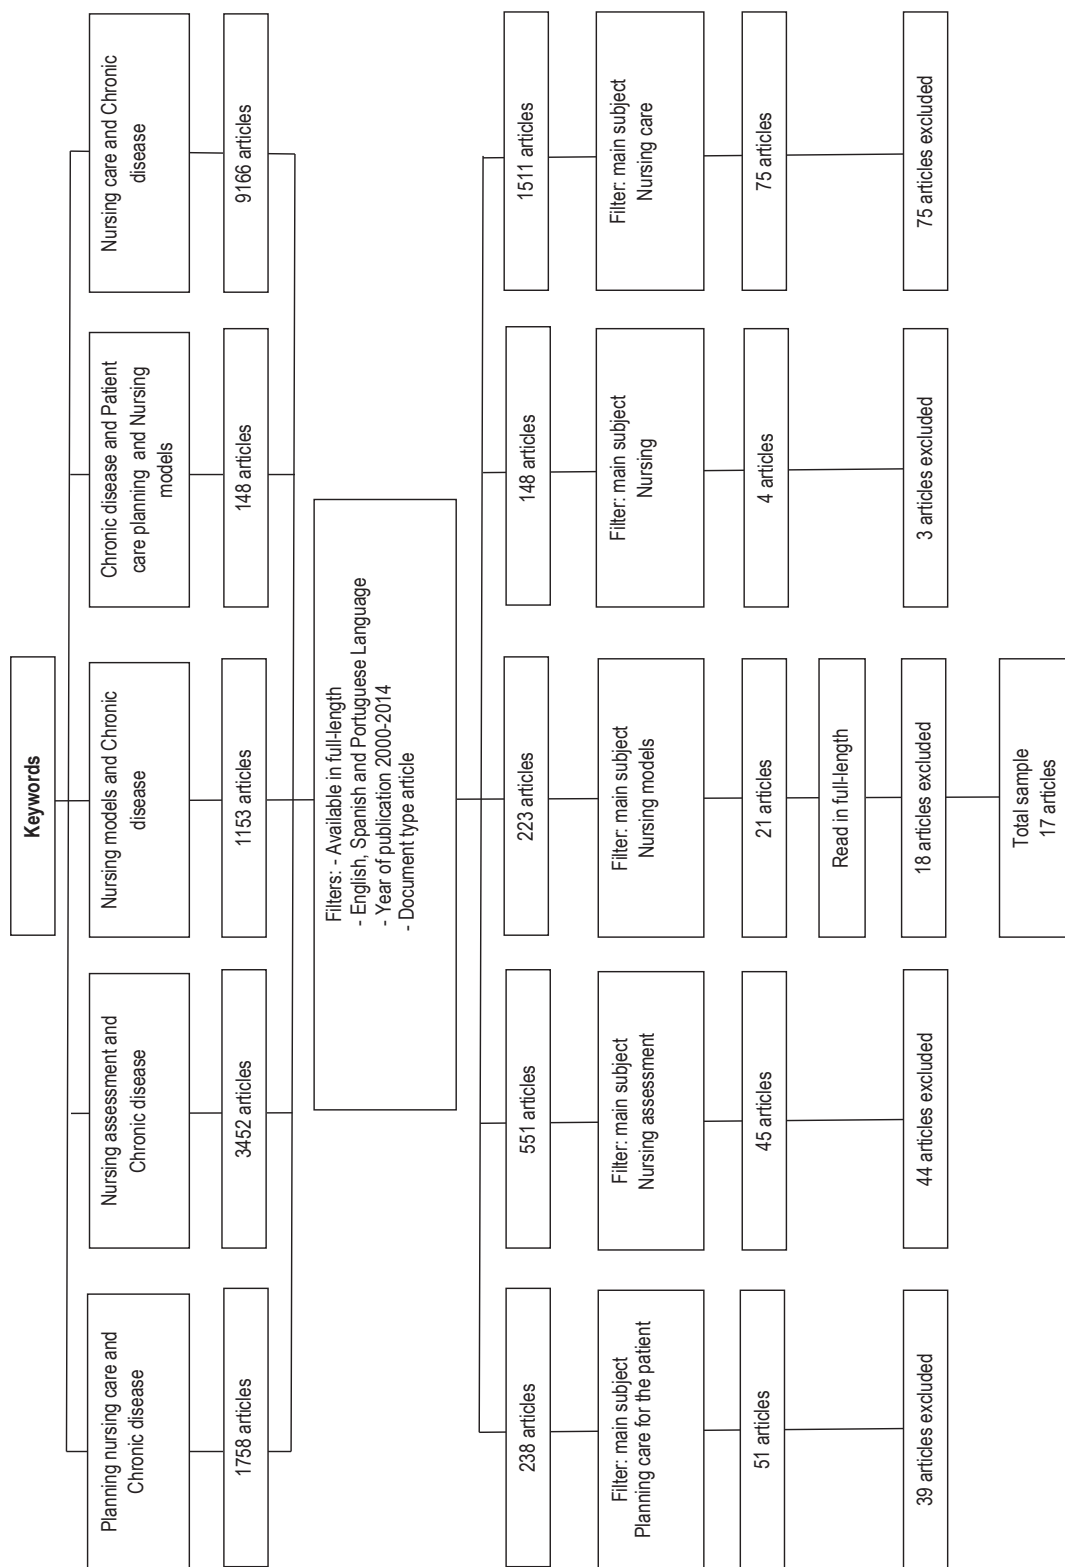 Keywords
Planning nursing care and
Chronic disease
Nursing assessment and
Chronic disease
Nursing models and Chronic
disease
Chronic disease and Patient
care planning and Nursing
models
Nursing care and Chronic
disease
1758 articles
3452 articles
1153 articles
148 articles
9166 articles
Filters: - Available in full-length
- English, Spanish and Portuguese Language
- Year of publication 2000-2014
- Document type article
238 articles
551 articles
223 articles
148 articles
1511 articles
Filter: main subject
Planning care for the patient
Filter: main subject
Nursing assessment
Filter: main subject
Nursing models
Filter: main subject
Nursing
Filter: main subject
Nursing care
51 articles
45 articles
21 articles
4 articles
75 articles
Read in full-length
39 articles excluded
44 articles excluded
18 articles excluded
3 articles excluded
75 articles excluded
Total sample
17 articles